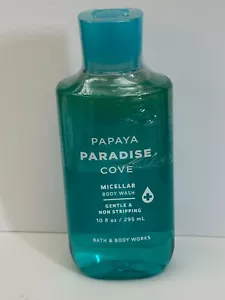 PAPAYA
PARADISE
COVE
MICELLAR
BODY WASH
GENTLE &
NON STRIPPING
10 fl oz / 295 mL
BATH & BODY WORKS